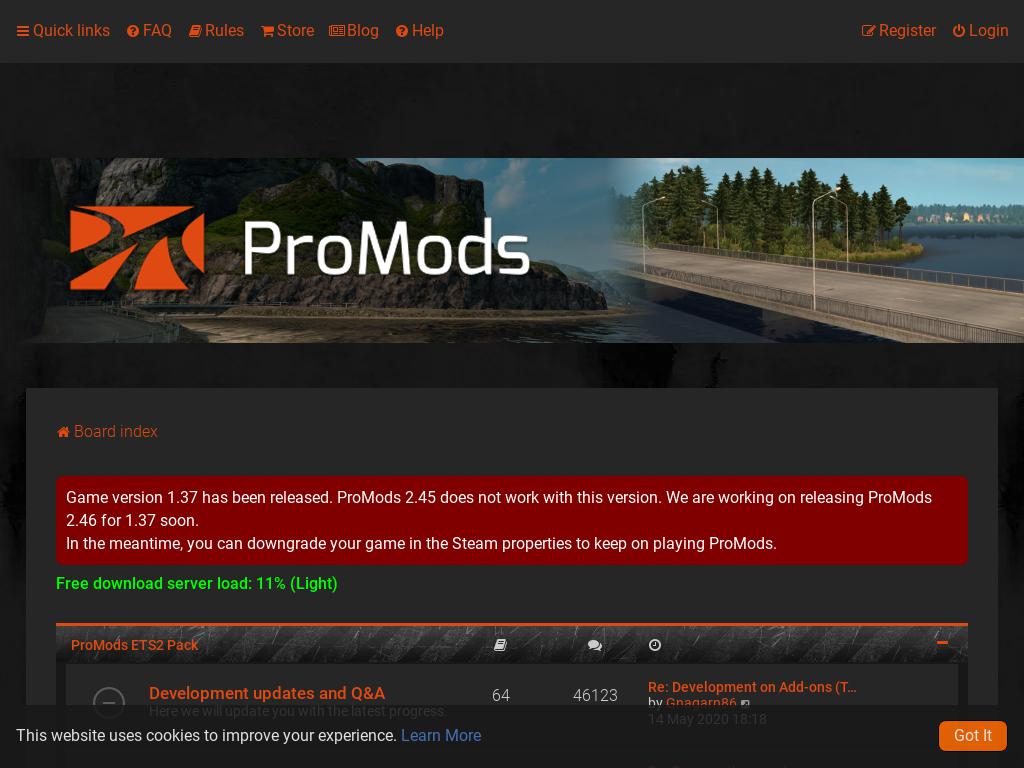 Quick links FAQ Rules Store Blog Help Register Login
ProMods
Board index
Game version 1.37 has been released. ProMods 2.45 does not work with this version. We are working on releasing ProMods
2.46 for 1.37 soon.
In the meantime, you can downgrade your game in the Steam properties to keep on playing ProMods.
Free download server load: 11% (Light)
ProMods ETS2 Pack
Development updates and Q&A 64 46123 Re: Development on Add-ons (T...
by Gnagarn86
Here we will update you with the latest progress.
14 May 2020 18:18
This website uses cookies to improve your experience. Learn More Got It